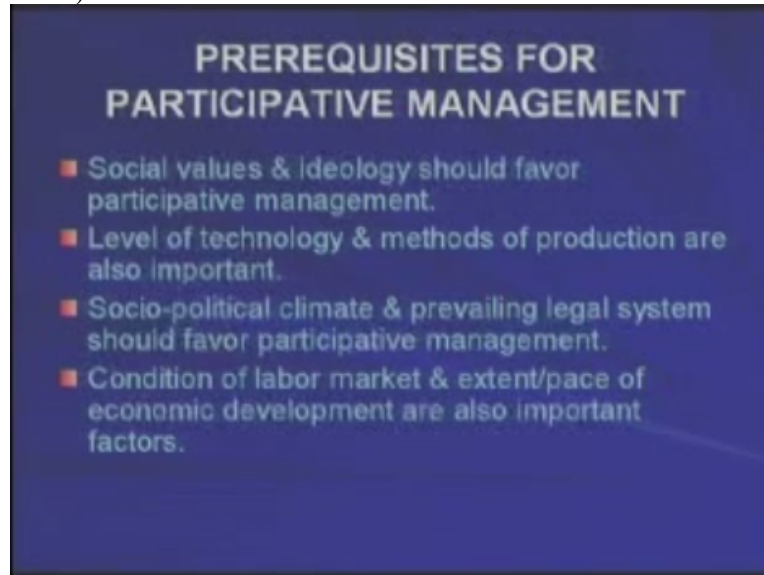 PREREQUISITES FOR
PARTICIPATIVE MANAGEMENT
Social values & ideology should favor
participative management.
Level of technology & methods of production are
also important.
Socio-political climate & prevailing legal system
should favor participative management.
Condition of labor market & extent/pace of
economic development are also important
factors.